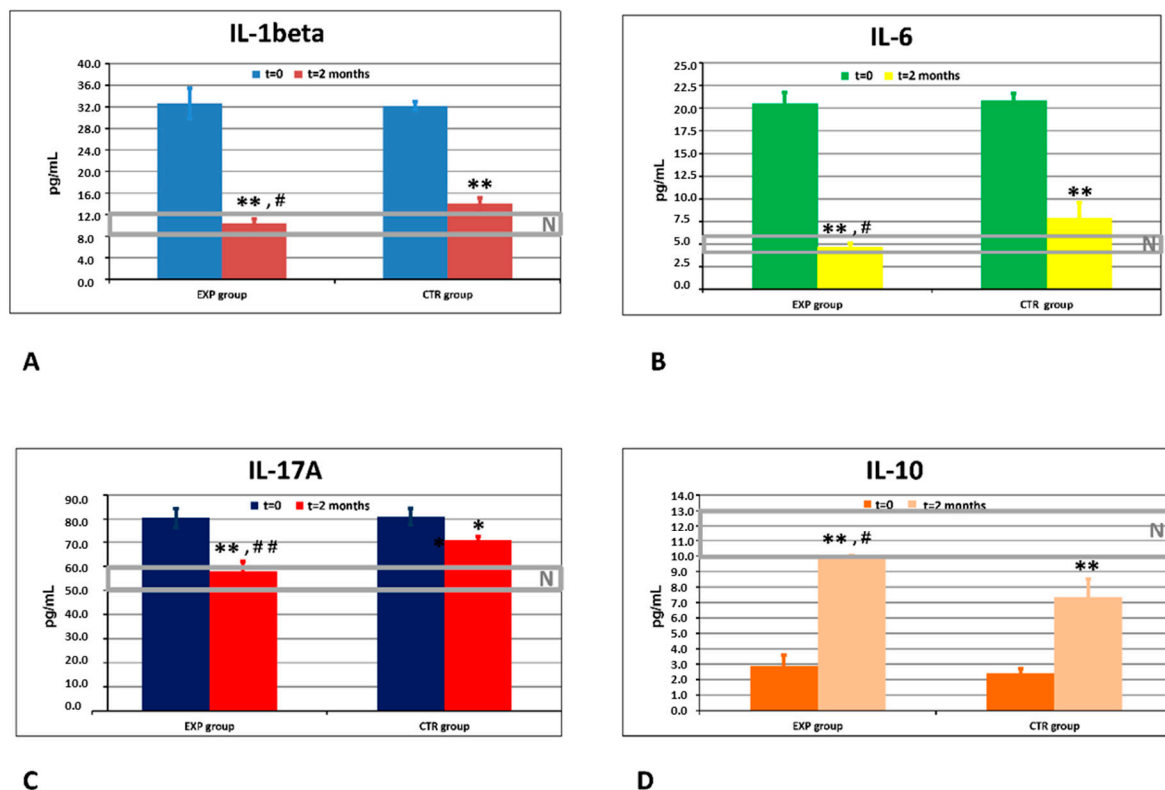 IL-1beta
t=0 t=2 months
40.0
36.0
32.0
28.0
24.0
20.0
16.0
12.0
8.0
4.0
0.0
pg/mL
**,#
**
N
EXP group CTR group
A
IL-6
t=0 t=2 months
25.0
22.5
20.0
17.5
15.0
12.5
10.0
7.5
5.0
2.5
0.0
pg/mL
**,#
**
N
EXP group CTR group
B
IL-17A
t=0 t=2 months
90.0
80.0
70.0
60.0
50.0
40.0
30.0
20.0
10.0
0.0
pg/mL
**,##
*
*
N
EXP group CTR group
C
IL-10
t=0 t=2 months
14.0
13.0
12.0
11.0
10.0
9.0
8.0
7.0
6.0
5.0
4.0
3.0
2.0
1.0
0.0
pg/mL
**,#
**
N
EXP group CTR group
D